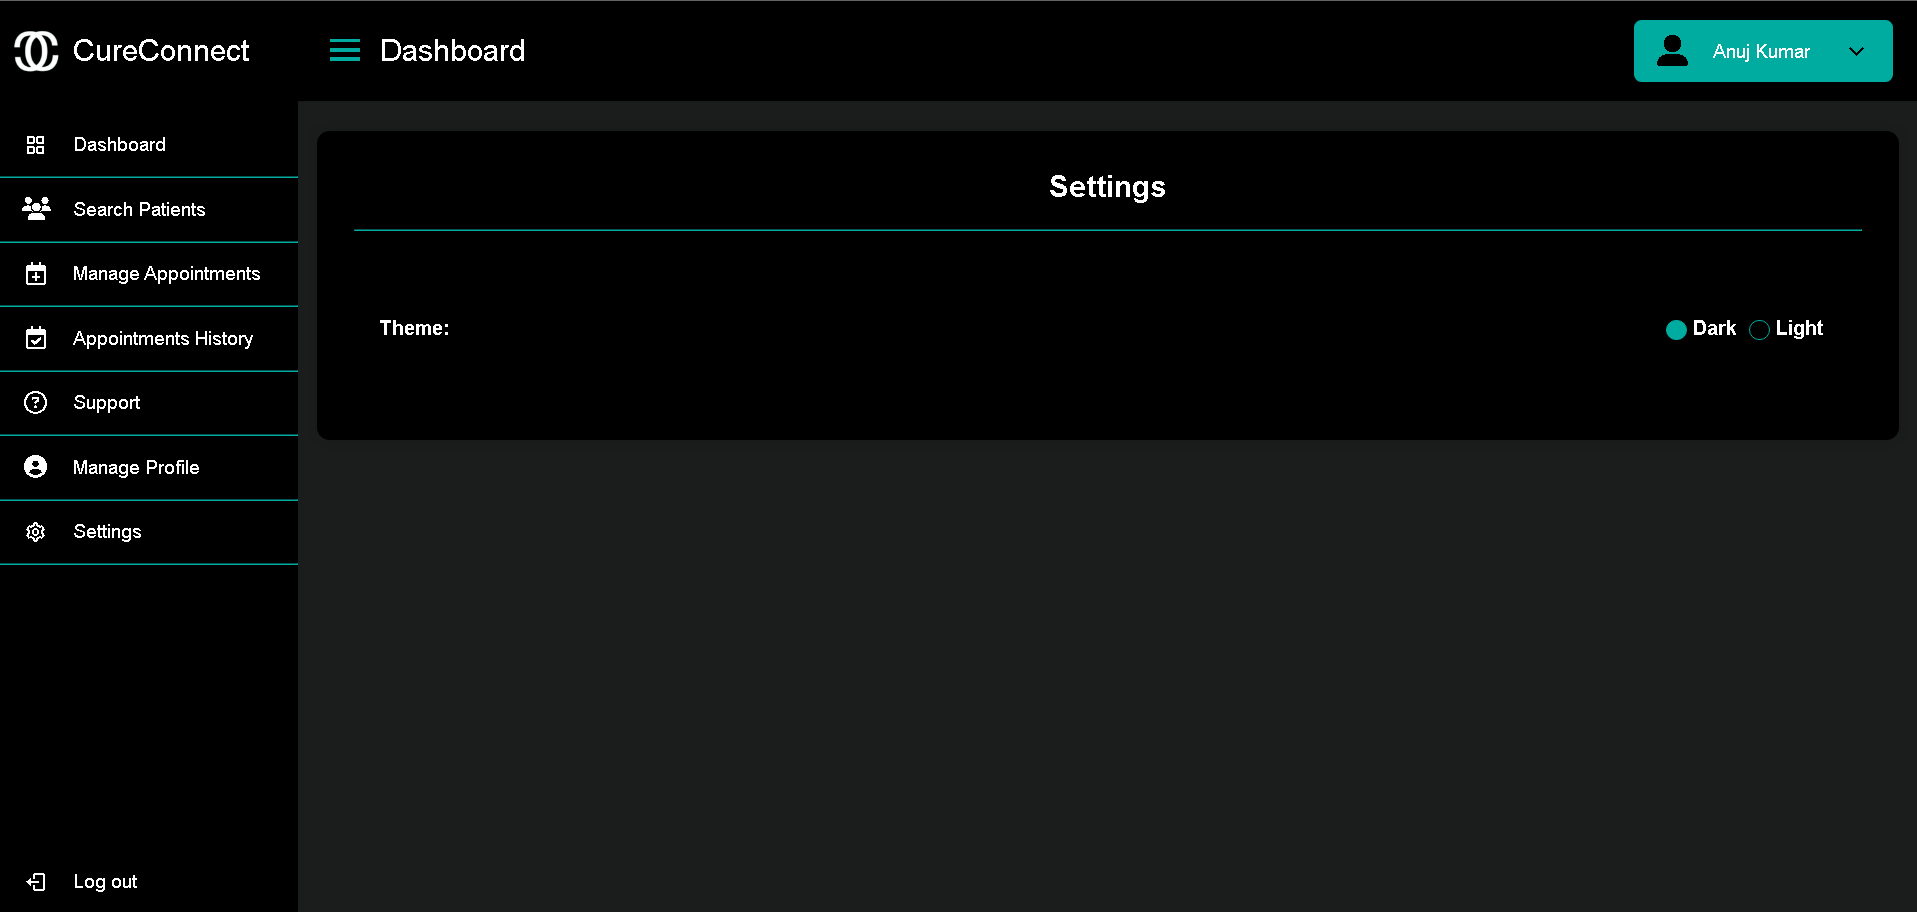 CureConnect
Dashboard
Anuj Kumar
Dashboard
Search Patients
Manage Appointments
Appointments History
Support
Manage Profile
Settings
Log out
Settings
Theme:
Dark
Light